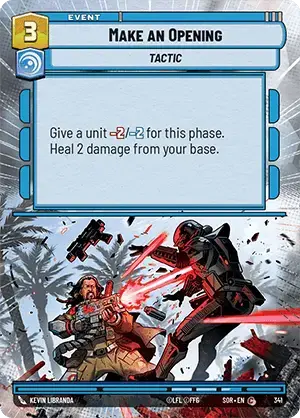 EVENT
3
MAKE AN OPENING
TACTIC
Give a unit -2/-2 for this phase.
Heal 2 damage from your base.
KEVIN LIBRANDA
©LFL ©FFG
SOR • EN
C
341